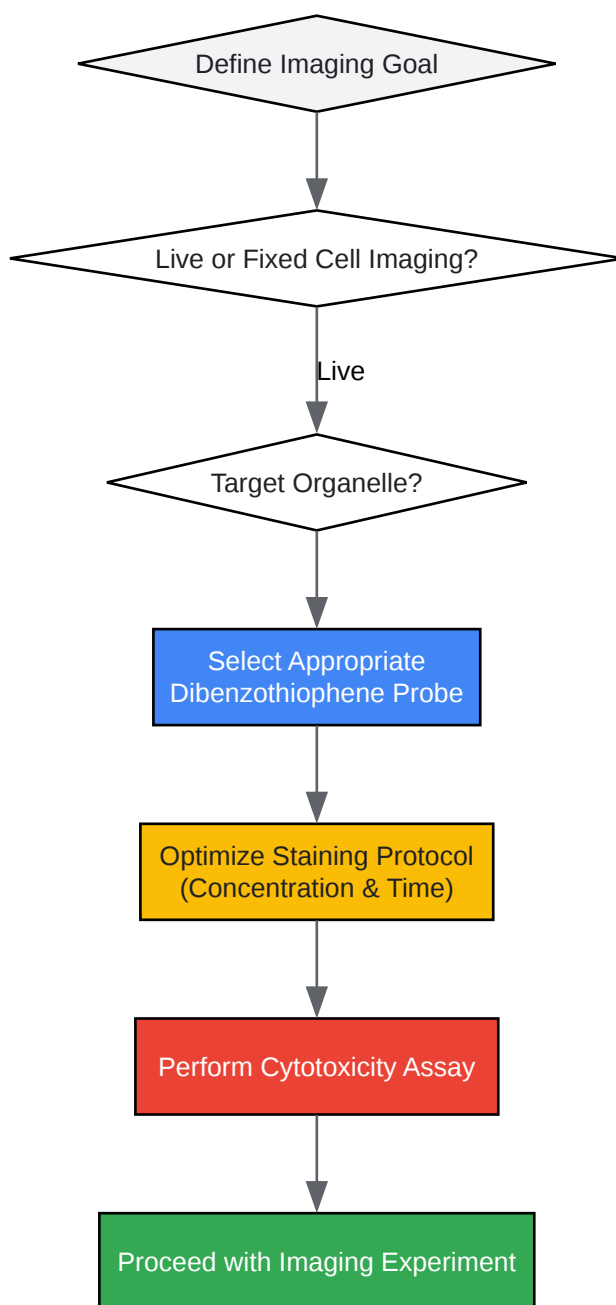 Define Imaging Goal
Live or Fixed Cell Imaging?
Live
Target Organelle?
Select Appropriate
Dibenzothiophene Probe
Optimize Staining Protocol
(Concentration & Time)
Perform Cytotoxicity Assay
Proceed with Imaging Experiment